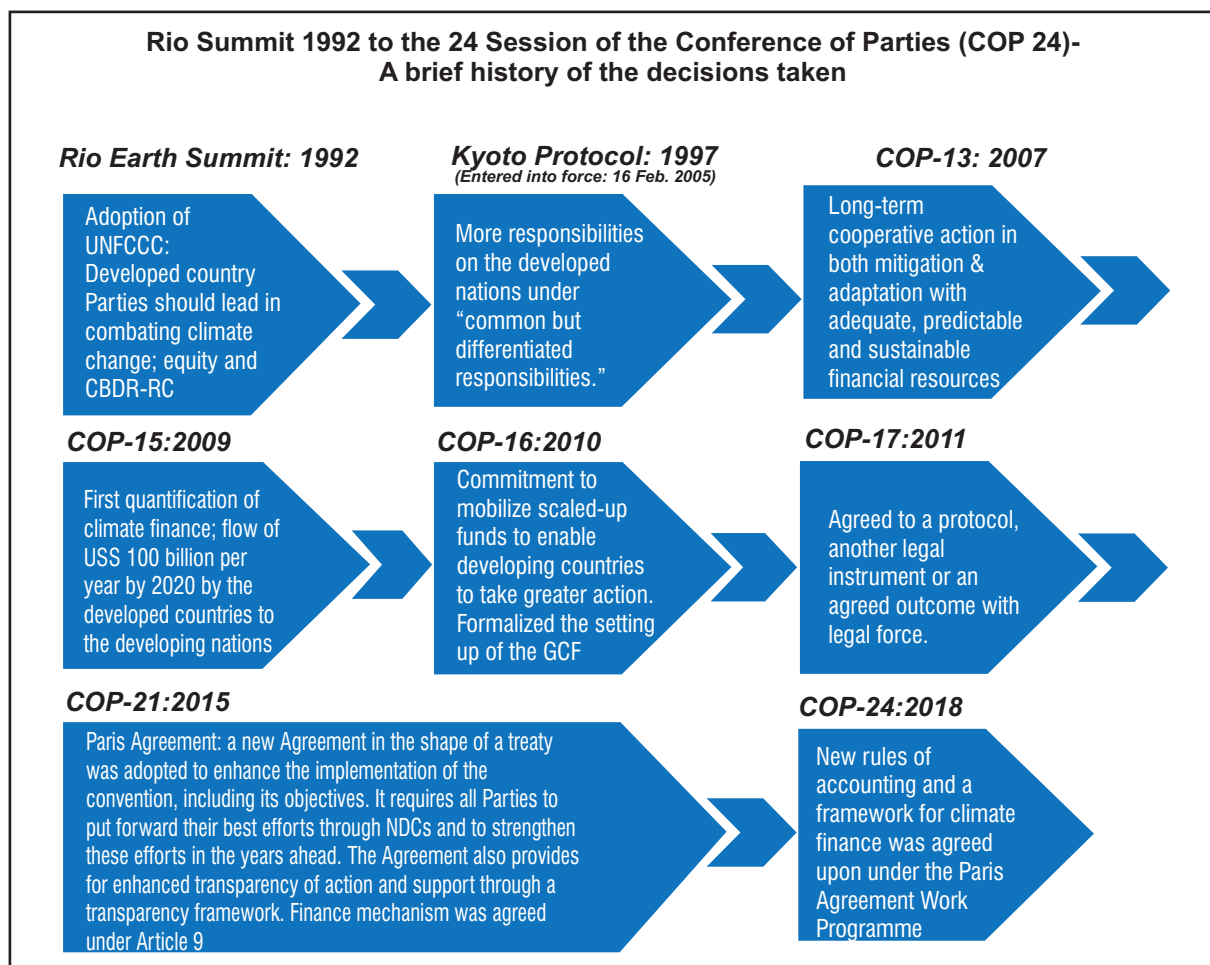 Rio Summit 1992 to the 24 Session of the Conference of Parties (COP 24)-
A brief history of the decisions taken
Rio Earth Summit: 1992
Adoption of
UNFCCC:
Developed country
Parties should lead in
combating climate
change; equity and
CBDR-RC
Kyoto Protocol: 1997
(Entered into force: 16 Feb. 2005)
More responsibilities
on the developed
nations under
“common but
differentiated
responsibilities.”
COP-13: 2007
Long-term
cooperative action in
both mitigation &
adaptation with
adequate, predictable
and sustainable
financial resources
COP-15:2009
First quantification of
climate finance; flow of
USS 100 billion per
year by 2020 by the
developed countries to
the developing nations
COP-16:2010
Commitment to
mobilize scaled-up
funds to enable
developing countries
to take greater action.
Formalized the setting
up of the GCF
COP-17:2011
Agreed to a protocol,
another legal
instrument or an
agreed outcome with
legal force.
COP-21:2015
Paris Agreement: a new Agreement in the shape of a treaty
was adopted to enhance the implementation of the
convention, including its objectives. It requires all Parties to
put forward their best efforts through NDCs and to strengthen
these efforts in the years ahead. The Agreement also provides
for enhanced transparency of action and support through a
transparency framework. Finance mechanism was agreed
under Article 9
COP-24:2018
New rules of
accounting and a
framework for climate
finance was agreed
upon under the Paris
Agreement Work
Programme